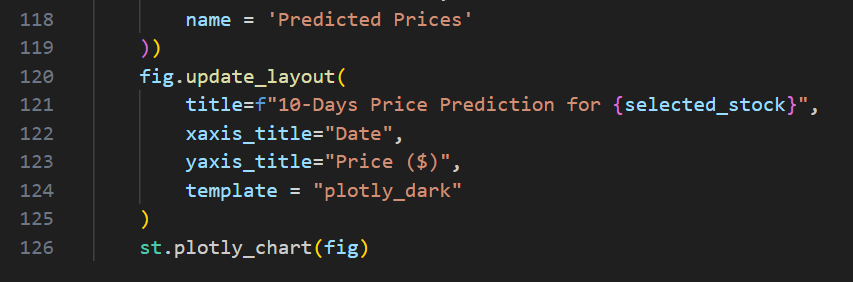 118 name = 'Predicted Prices'
119 ))
120 fig.update_layout(
121 title=f"10-Days Price Prediction for {selected_stock}",
122 xaxis_title="Date",
123 yaxis_title="Price ($)",
124 template = "plotly_dark"
125 )
126 st.plotly_chart(fig)